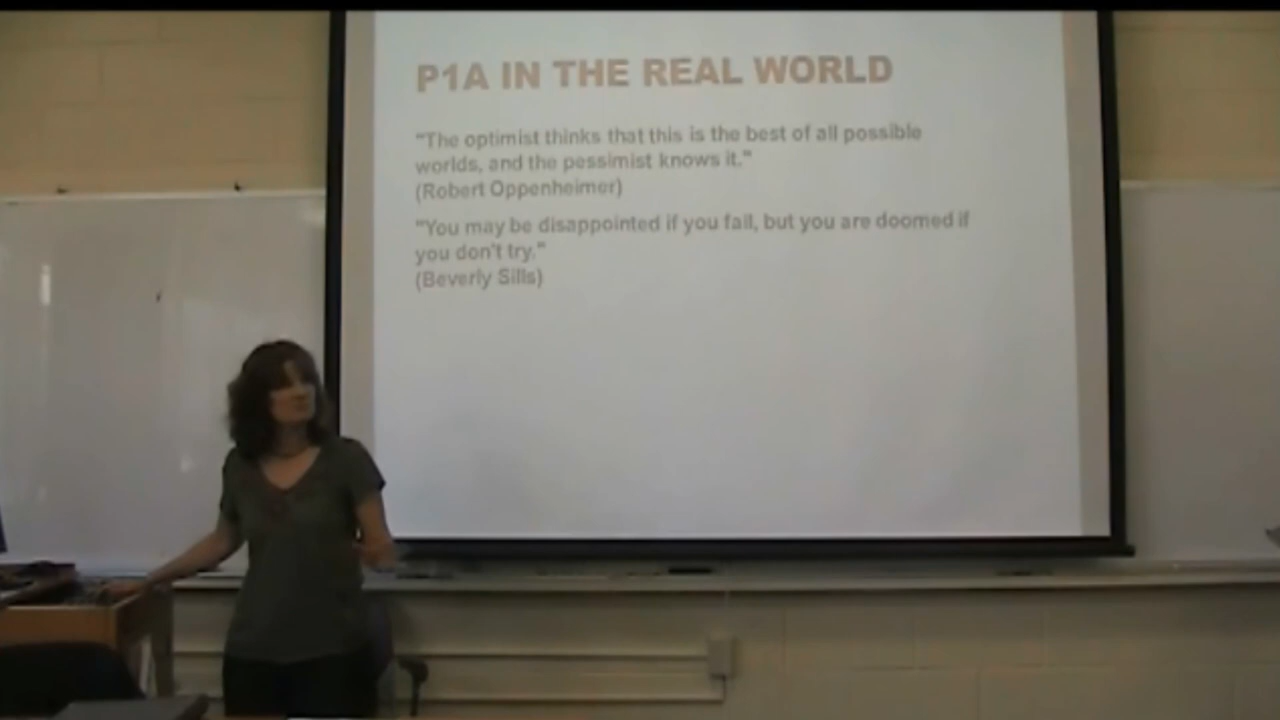 P1A IN THE REAL WORLD
"The optimist thinks that this is the best of all possible
worlds, and the pessimist knows it."
(Robert Oppenheimer)
"You may be disappointed if you fail, but you are doomed if
you don't try."
(Beverly Sills)